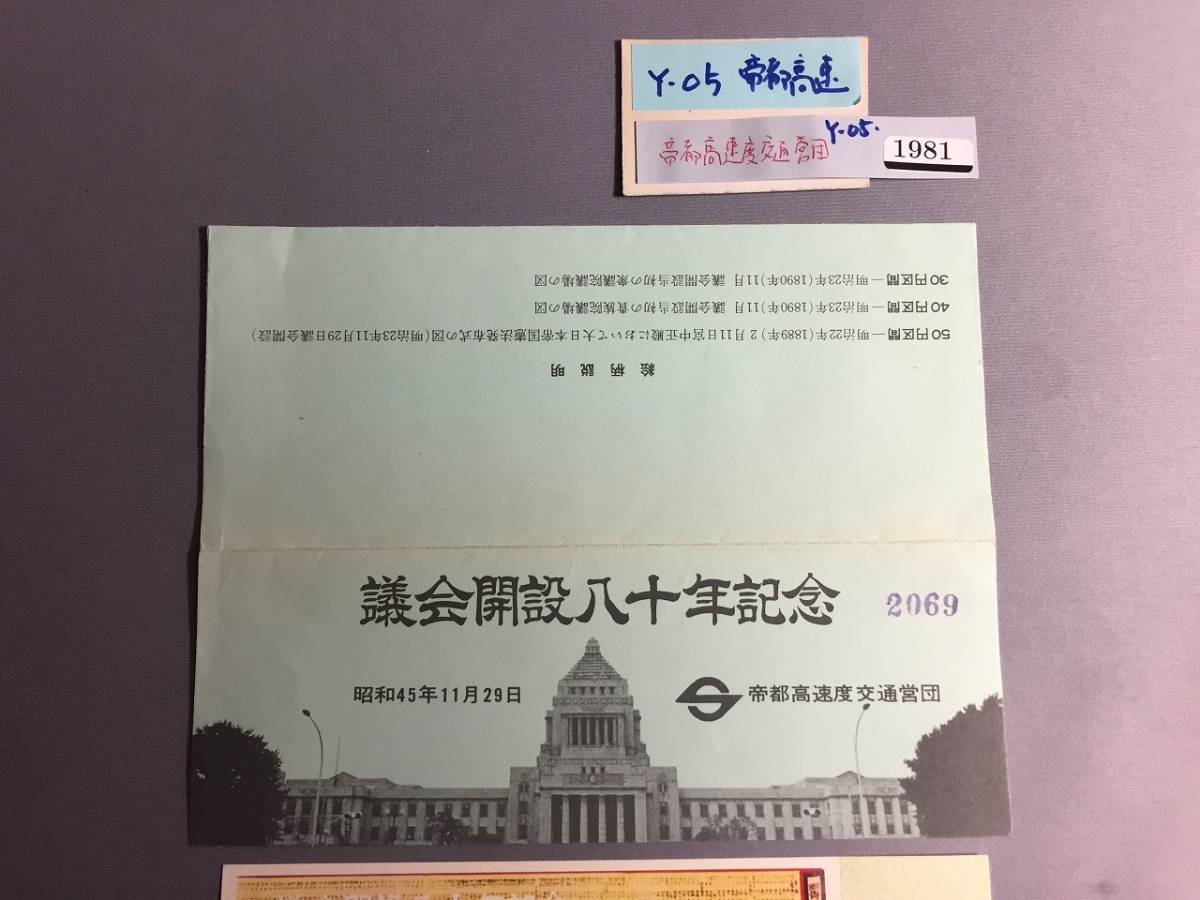 Y-05 帝都高速
Y-05.
帝都高速度交通営団
1981
絵柄説明
50円区間―明治22年(1889年)2月11日宮中正殿において大日本帝国憲法発布式の図(明治23年11月29日議会開設)
40円区間―明治23年(1890年)11月 議会開設当初の貴族院議場の図
30円区間―明治23年(1890年)11月 議会開設当初の衆議院議場の図
議会開設八十年記念
2069
昭和45年11月29日
帝都高速度交通営団